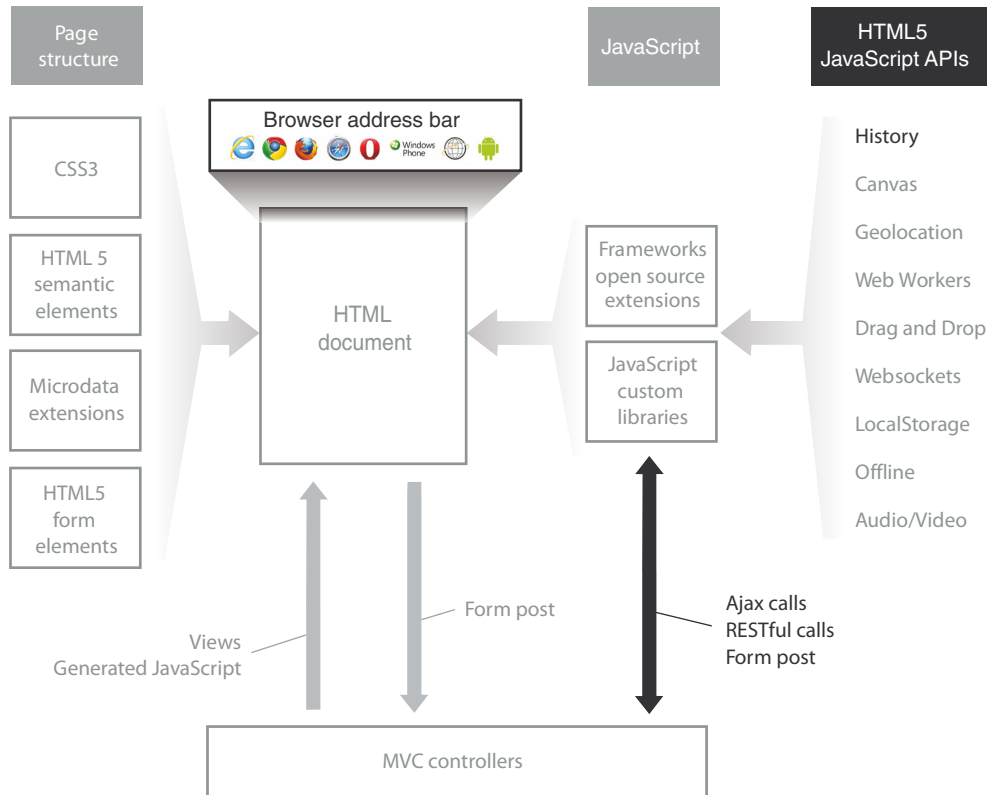 Page
structure
JavaScript
HTML5
JavaScript APIs
Browser address bar
Windows
Phone
CSS3
HTML 5
semantic
elements
Microdata
extensions
HTML5
form
elements
HTML
document
Frameworks
open source
extensions
JavaScript
custom
libraries
History
Canvas
Geolocation
Web Workers
Drag and Drop
Websockets
LocalStorage
Offline
Audio/Video
Views
Generated JavaScript
Form post
Ajax calls
RESTful calls
Form post
MVC controllers